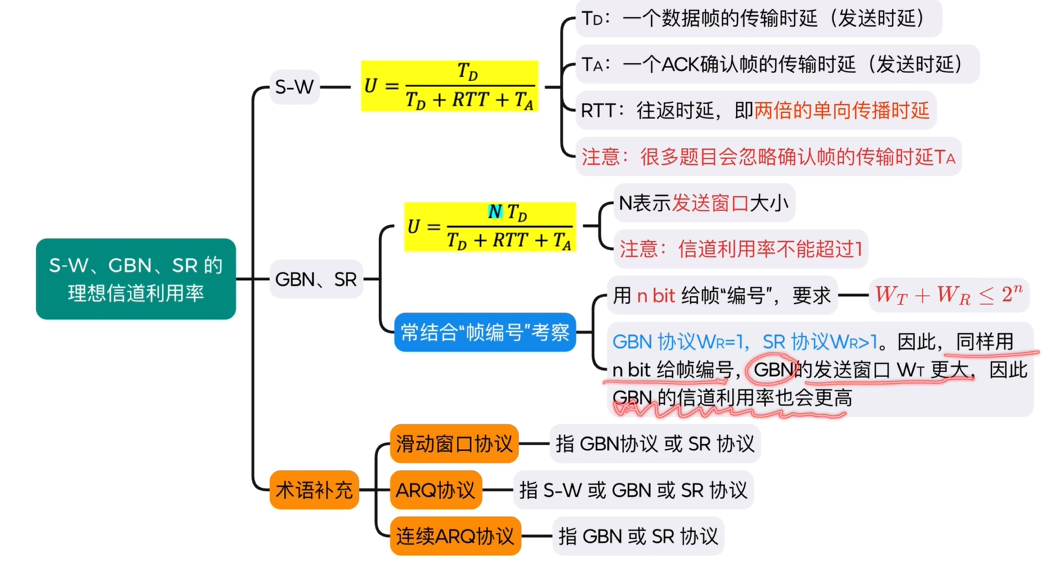 S-W、GBN、SR 的
理想信道利用率
S-W
U = T_D / (T_D + RTT + T_A)
TD：一个数据帧的传输时延（发送时延）
TA：一个ACK确认帧的传输时延（发送时延）
RTT：往返时延，即两倍的单向传播时延
注意：很多题目会忽略确认帧的传输时延TA
GBN、SR
U = N T_D / (T_D + RTT + T_A)
N表示发送窗口大小
注意：信道利用率不能超过1
常结合“帧编号”考察
用 n bit 给帧“编号”，要求
W_T + W_R ≤ 2^n
GBN 协议WR=1，SR 协议WR>1。因此，同样用
n bit 给帧编号，GBN的发送窗口 WT 更大，因此
GBN 的信道利用率也会更高
术语补充
滑动窗口协议
指 GBN协议 或 SR 协议
ARQ协议
指 S-W 或 GBN 或 SR 协议
连续ARQ协议
指 GBN 或 SR 协议